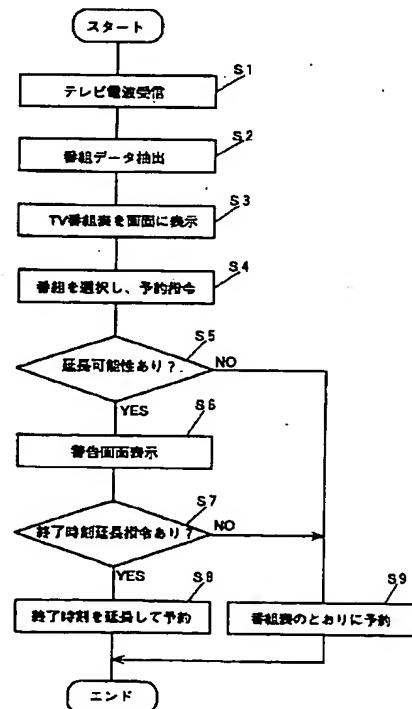 スタート
S1
テレビ電波受信
S2
番組データ抽出
S3
TV番組表を画面に表示
S4
番組を選択し、予約指令
S5
延長可能性あり？
NO
YES
S6
警告画面表示
S7
終了時刻延長指令あり？
NO
YES
S8
終了時刻を延長して予約
S9
番組表のとおりに予約
エンド